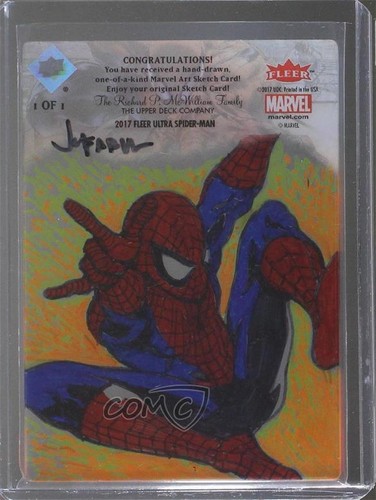 CONGRATULATIONS!
You have received a hand-drawn,
one-of-a-kind Marvel Art Sketch Card!
Enjoy your original Sketch Card!
The Richard P. McWilliam Family
THE UPPER DECK COMPANY
2017 FLEER ULTRA SPIDER-MAN
1 OF 1
FLEER
2017 UDC. Printed in the USA
MARVEL
marvel.com
© MARVEL
COMC